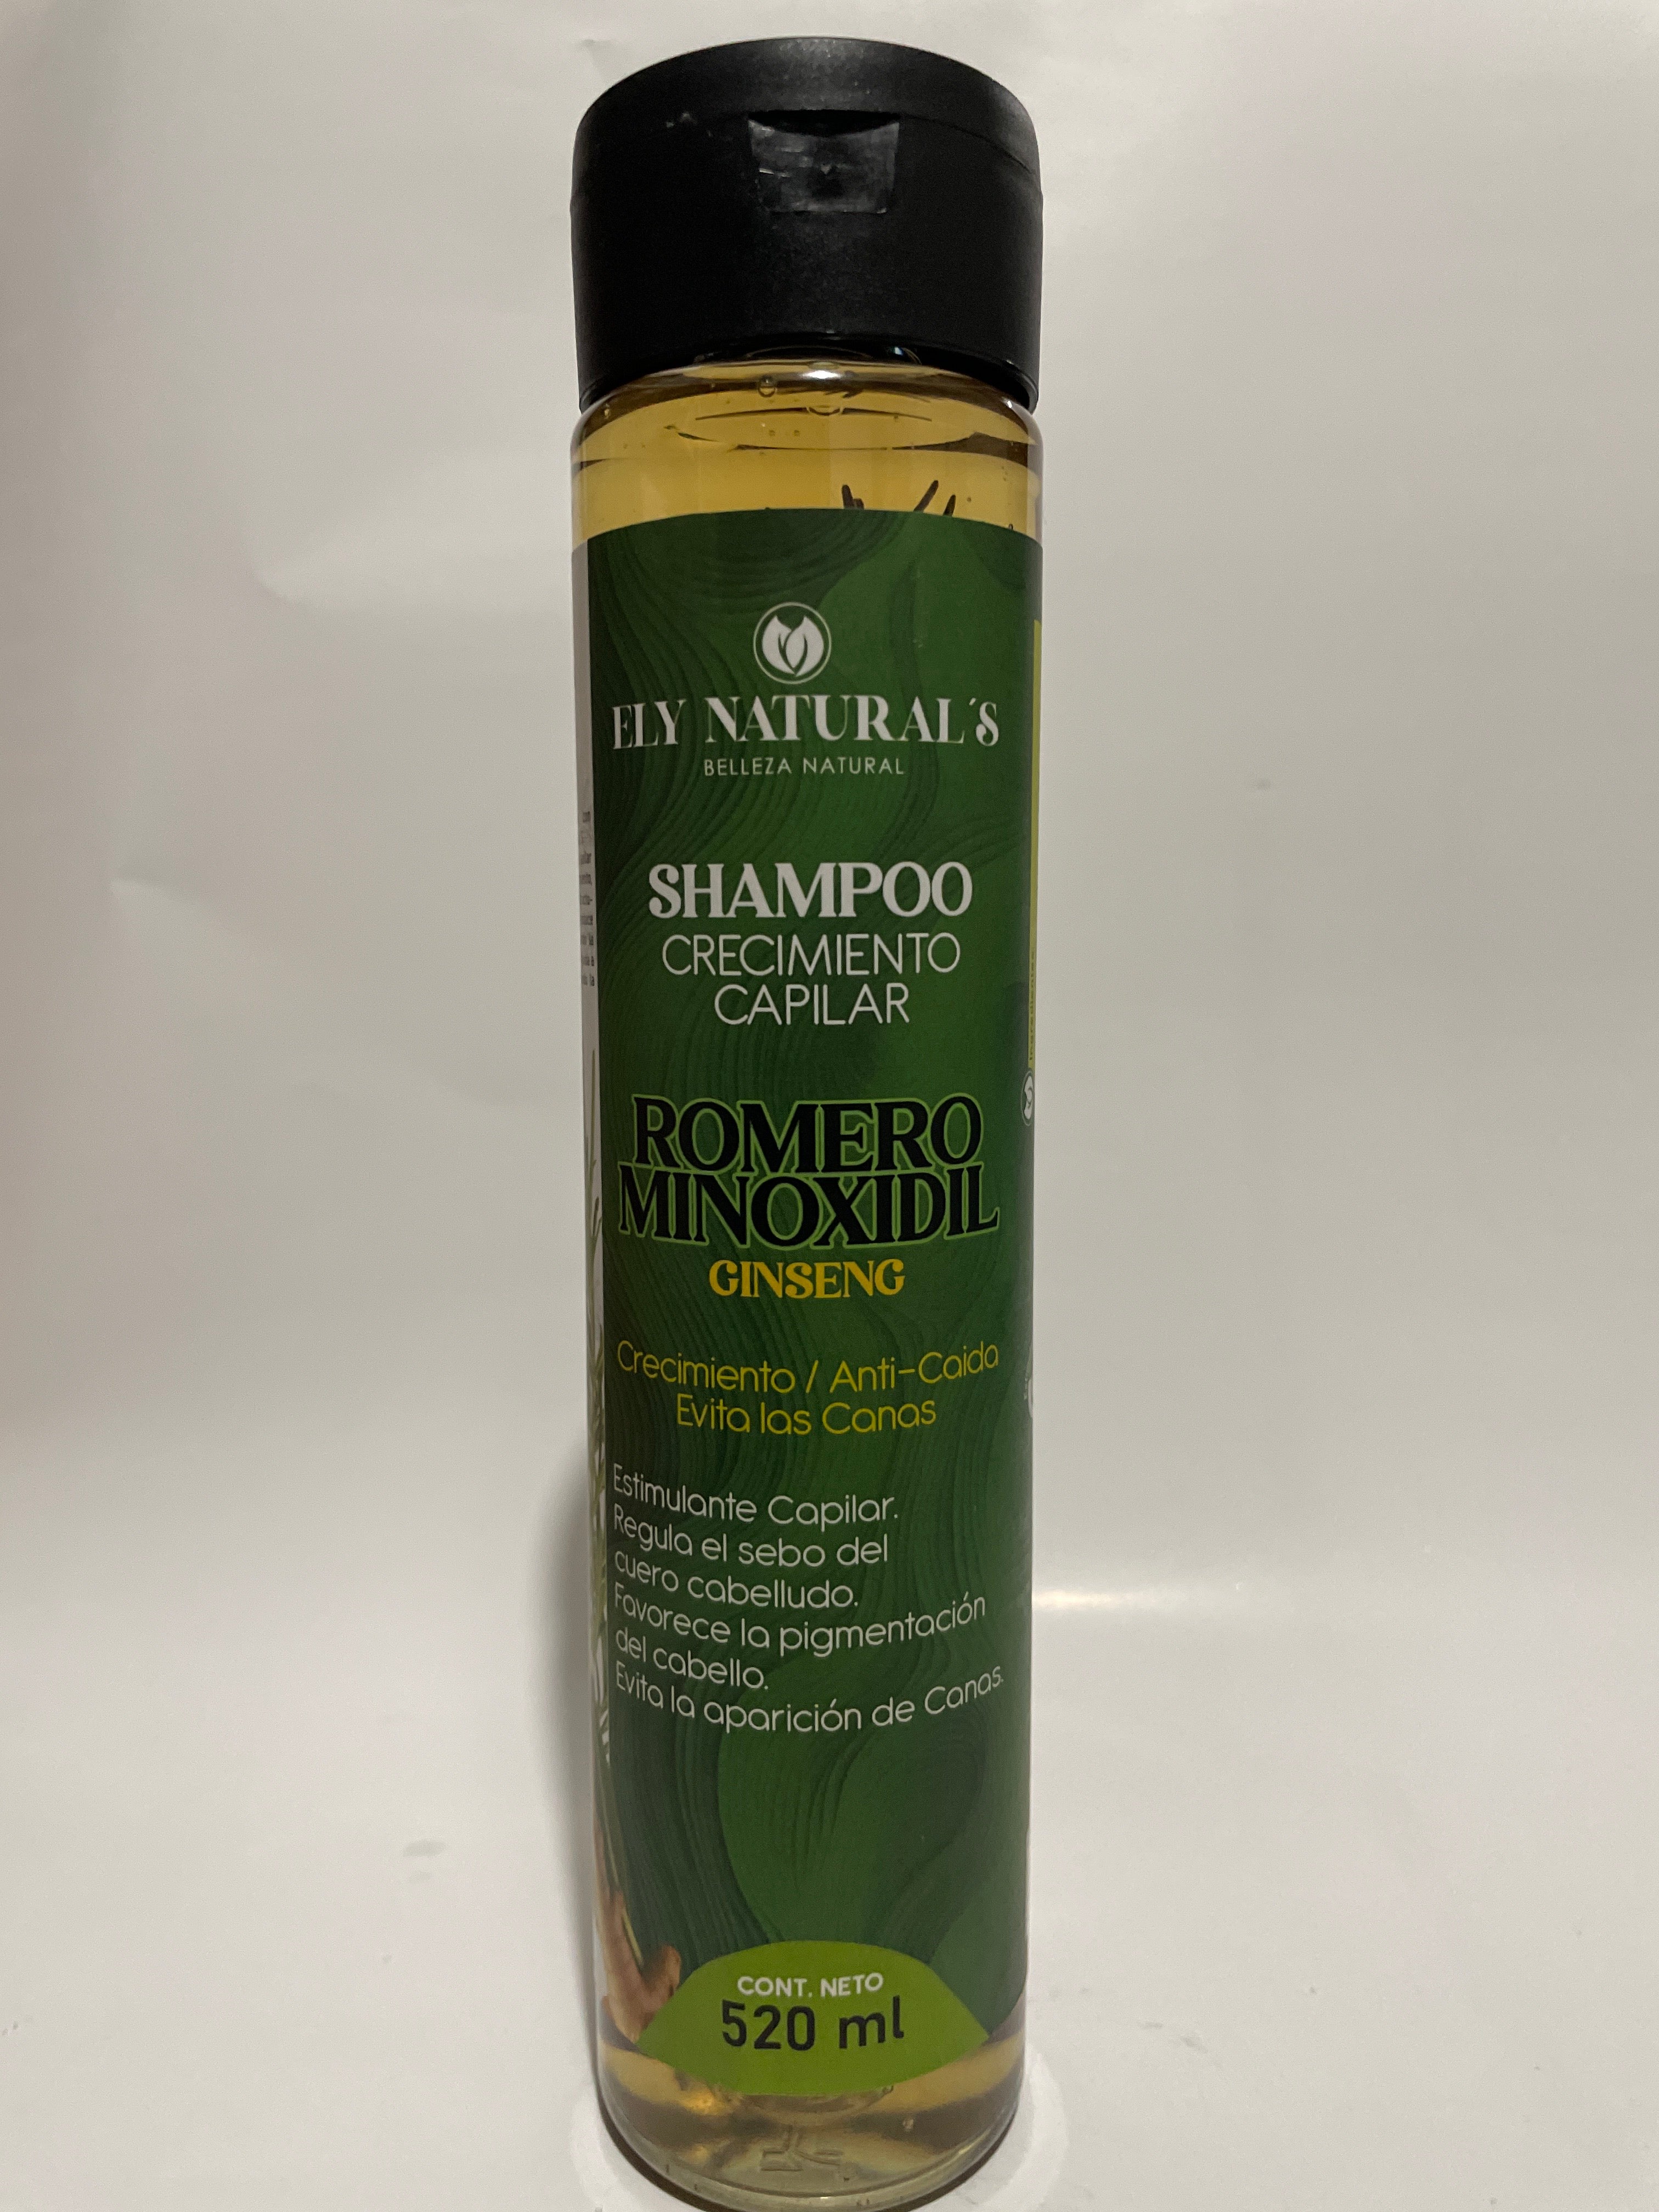 ELY NATURAL´S
BELLEZA NATURAL
SHAMPOO
CRECIMIENTO
CAPILAR
ROMERO
MINOXIDIL
GINSENG
Crecimiento / Anti-Caida
Evita las Canas
Estimulante Capilar.
Regula el sebo del
cuero cabelludo.
Favorece la pigmentación
del cabello.
Evita la aparición de Canas.
CONT. NETO
520 ml
Ingredientes